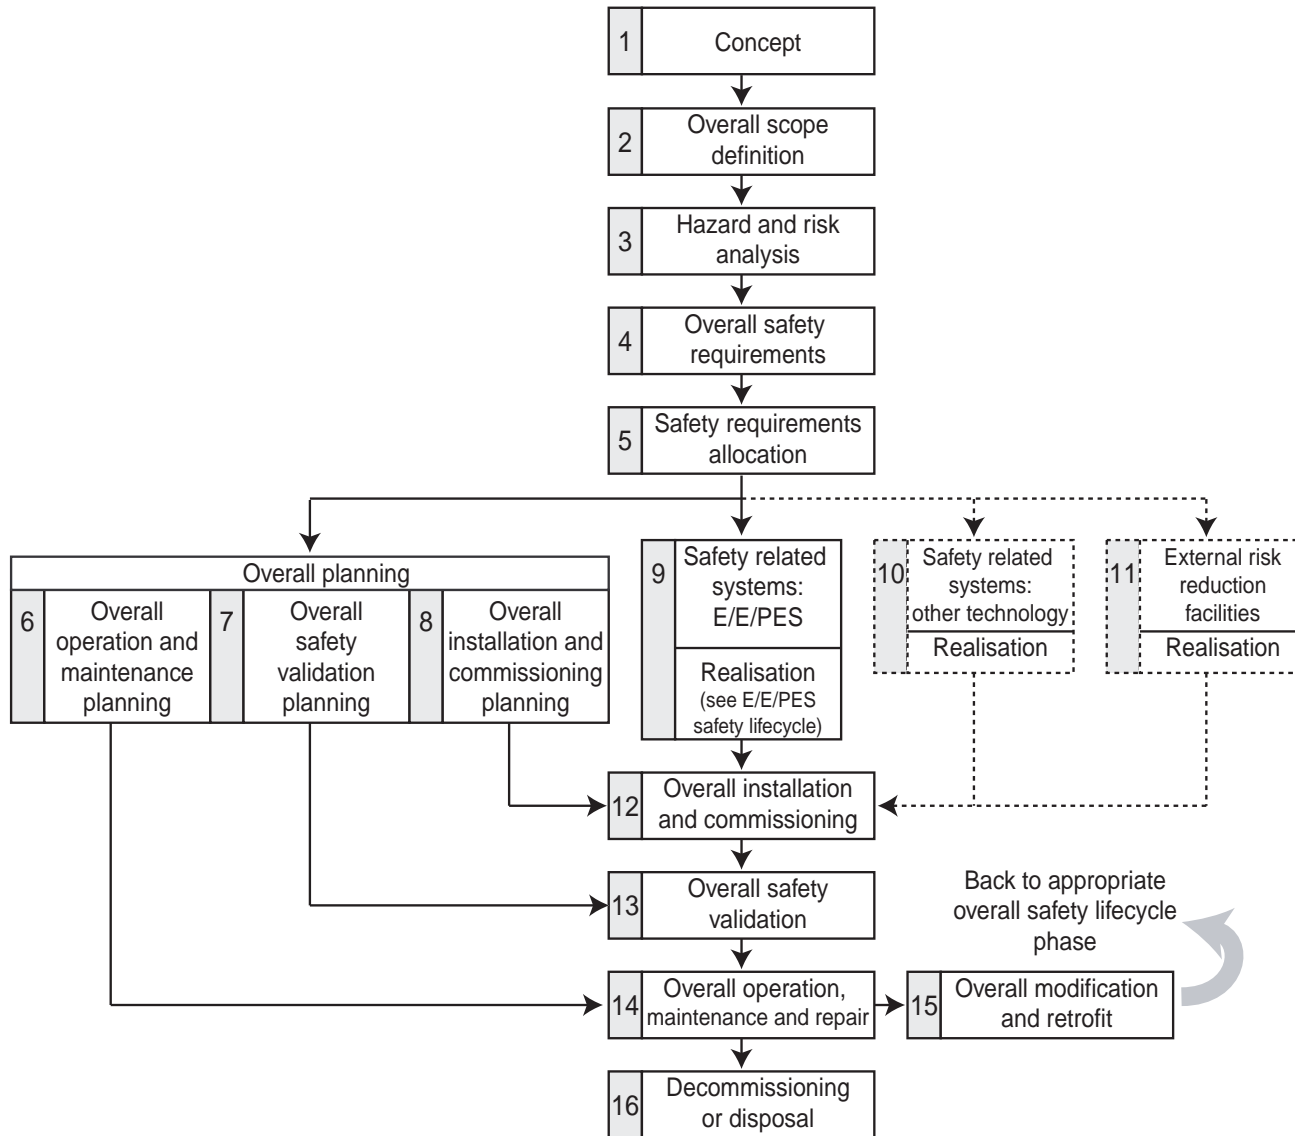 1
Concept
2
Overall scope
definition
3
Hazard and risk
analysis
4
Overall safety
requirements
5
Safety requirements
allocation
Overall planning
6
Overall
operation and
maintenance
planning
7
Overall
safety
validation
planning
8
Overall
installation and
commissioning
planning
9
Safety related
systems:
E/E/PES
Realisation
(see E/E/PES
safety lifecycle)
10
Safety related
systems:
other technology
Realisation
11
External risk
reduction
facilities
Realisation
12
Overall installation
and commissioning
13
Overall safety
validation
Back to appropriate
overall safety lifecycle
phase
14
Overall operation,
maintenance and repair
15
Overall modification
and retrofit
16
Decommissioning
or disposal